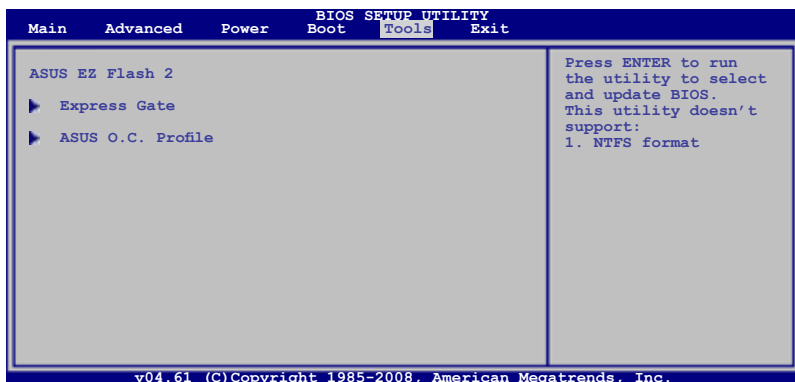 BIOS SETUP UTILITY
Main Advanced Power Boot Tools Exit
ASUS EZ Flash 2
Express Gate
ASUS O.C. Profile
Press ENTER to run
the utility to select
and update BIOS.
This utility doesn't
support:
1. NTFS format
v04.61 (C)Copyright 1985-2008, American Megatrends, Inc.